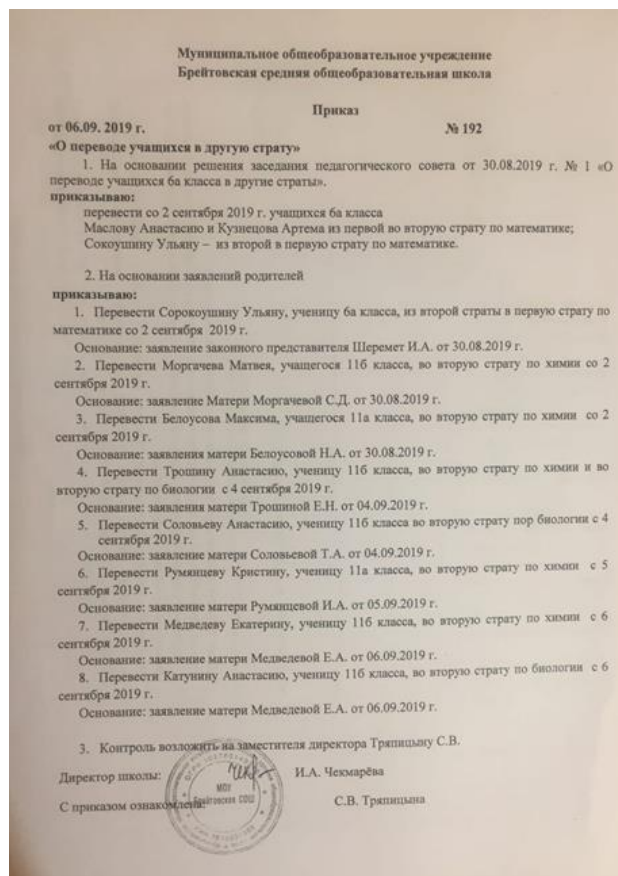 Муниципальное общеобразовательное учреждение
Брейтовская средняя общеобразовательная школа
Приказ
от 06.09. 2019 г. № 192
«О переводе учащихся в другую страту»
1. На основании решения заседания педагогического совета от 30.08.2019 г. № 1 «О
переводе учащихся 6а класса в другие страты».
приказываю:
перевести со 2 сентября 2019 г. учащихся 6а класса
Маслову Анастасию и Кузнецова Артема из первой во вторую страту по математике;
Сокоушину Ульяну – из второй в первую страту по математике.
2. На основании заявлений родителей
приказываю:
1. Перевести Сорокоушину Ульяну, ученицу 6а класса, из второй страты в первую страту по
математике со 2 сентября 2019 г.
Основание: заявление законного представителя Шеремет И.А. от 30.08.2019 г.
2. Перевести Моргачева Матвея, учащегося 11б класса, во вторую страту по химии со 2
сентября 2019 г.
Основание: заявление Матери Моргачевой С.Д. от 30.08.2019 г.
3. Перевести Белоусова Максима, учащегося 11а класса, во вторую страту по химии со 2
сентября 2019 г.
Основание: заявления матери Белоусовой Н.А. от 30.08.2019 г.
4. Перевести Трошину Анастасию, ученицу 11б класса, во вторую страту по химии и во
вторую страту по биологии с 4 сентября 2019 г.
Основание: заявления матери Трошиной Е.Н. от 04.09.2019 г.
5. Перевести Соловьеву Анастасию, ученицу 11б класса во вторую страту пор биологии с 4
сентября 2019 г.
Основание: заявление матери Соловьевой Т.А. от 04.09.2019 г.
6. Перевести Румянцеву Кристину, ученицу 11а класса, во вторую страту по химии с 5
сентября 2019 г.
Основание: заявление матери Румянцевой И.А. от 05.09.2019 г.
7. Перевести Медведеву Екатерину, ученицу 11б класса, во вторую страту по химии с 6
сентября 2019 г.
Основание: заявление матери Медведевой Е.А. от 06.09.2019 г.
8. Перевести Катунину Анастасию, ученицу 11б класса, во вторую страту по биологии с 6
сентября 2019 г.
Основание: заявление матери Медведевой Е.А. от 06.09.2019 г.
3. Контроль возложить на заместителя директора Тряпицыну С.В.
Директор школы: И.А. Чекмарёва
МОУ
Брейтовская СОШ
С приказом ознакомлена: С.В. Тряпицына